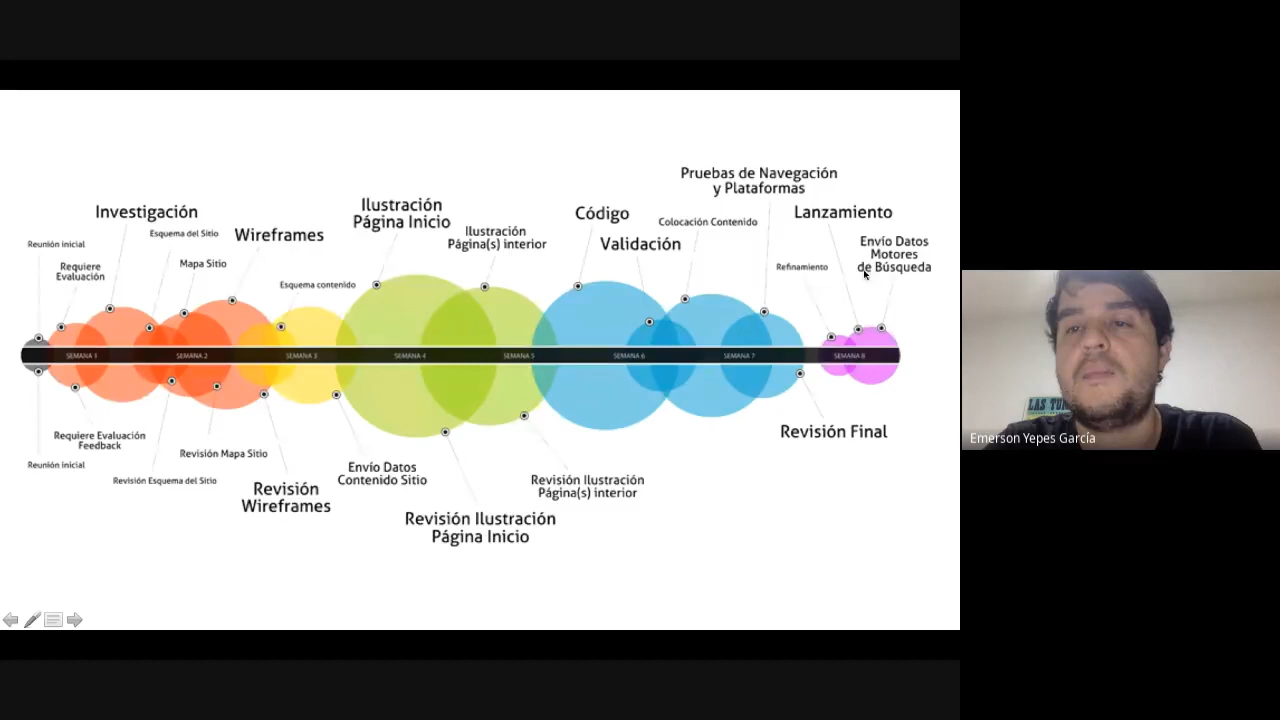 Pruebas de Navegación
y Plataformas
Ilustración
Página Inicio
Investigación
Código
Lanzamiento
Colocación Contenido
Esquema del Sitio
Wireframes
Ilustración
Página(s) interior
Reunión inicial
Validación
Envío Datos
Motores
de Búsqueda
Requiere
Evaluación
Mapa Sitio
Refinamiento
Esquema contenido
SEMANA 1
SEMANA 2
SEMANA 3
SEMANA 4
SEMANA 5
SEMANA 6
SEMANA 7
SEMANA 8
Requiere Evaluación
Feedback
Revisión Final
Revisión Mapa Sitio
Reunión inicial
Envío Datos
Contenido Sitio
Revisión Esquema del Sitio
Revisión Ilustración
Página(s) interior
Revisión
Wireframes
Revisión Ilustración
Página Inicio
Emerson Yepes García